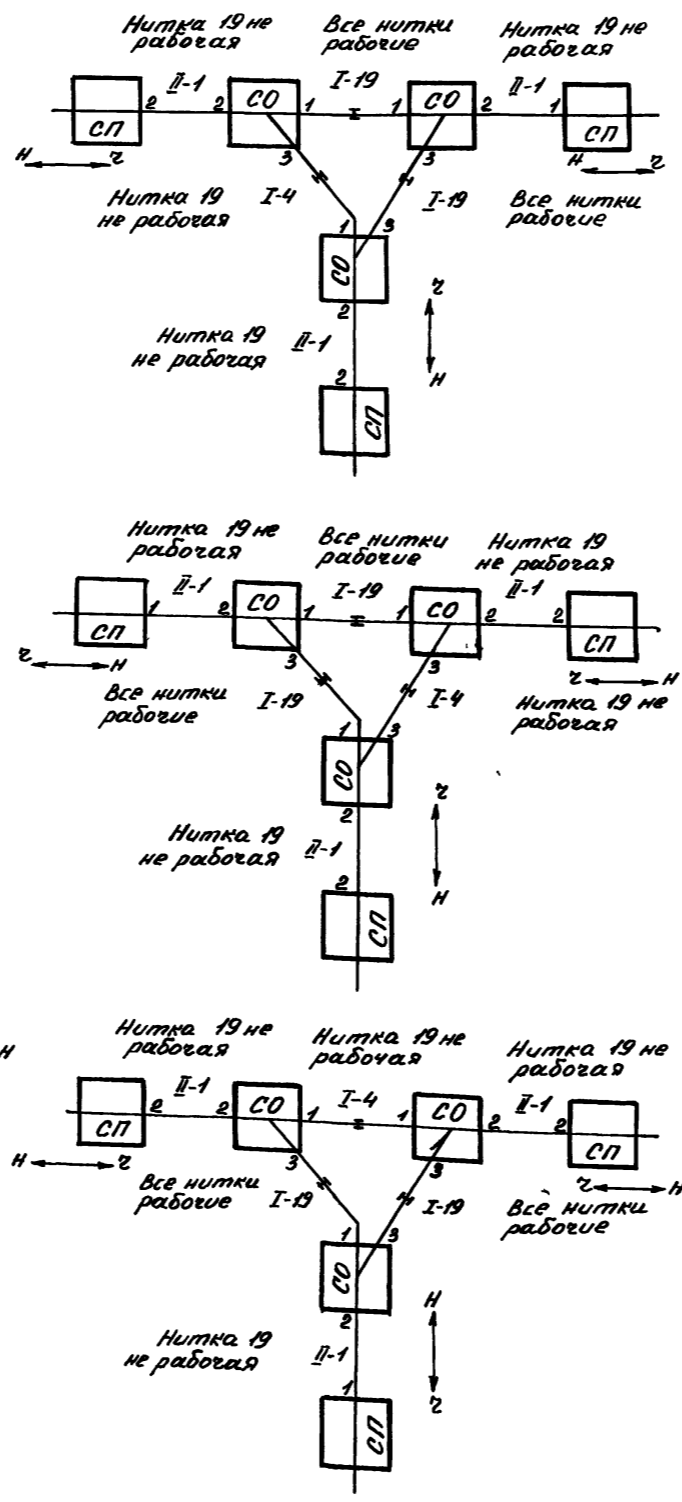 Нитка 19 не
рабочая
Все нитки
рабочие
Нитка 19 не
рабочая
II-1
I-19
II-1
СП
2
2
СО
1
1
СО
2
1
СП
Н
ч
3
3
Н
ч
Нитка 19
не рабочая
I-4
I-19
Все нитки
рабочие
1
3
СО
2
ч
Н
Нитка 19
не рабочая
II-1
2
СП
Нитка 19 не
рабочая
Все нитки
рабочие
Нитка 19
не рабочая
II-1
I-19
II-1
СП
1
2
СО
1
1
СО
2
2
СП
ч
Н
3
3
ч
Н
Все нитки
рабочие
I-19
I-4
Нитка 19 не
рабочая
1
3
СО
2
ч
Н
Нитка 19
не рабочая
II-1
2
СП
Н
Нитка 19 не
рабочая
Нитка 19 не
рабочая
Нитка 19 не
рабочая
II-1
I-4
II-1
СП
2
2
СО
1
1
СО
2
2
СП
Н
ч
3
3
ч
Н
Все нитки
рабочие
I-19
I-19
Все нитки
рабочие
1
3
СО
2
Н
ч
Нитка 19
не рабочая
II-1
1
СП